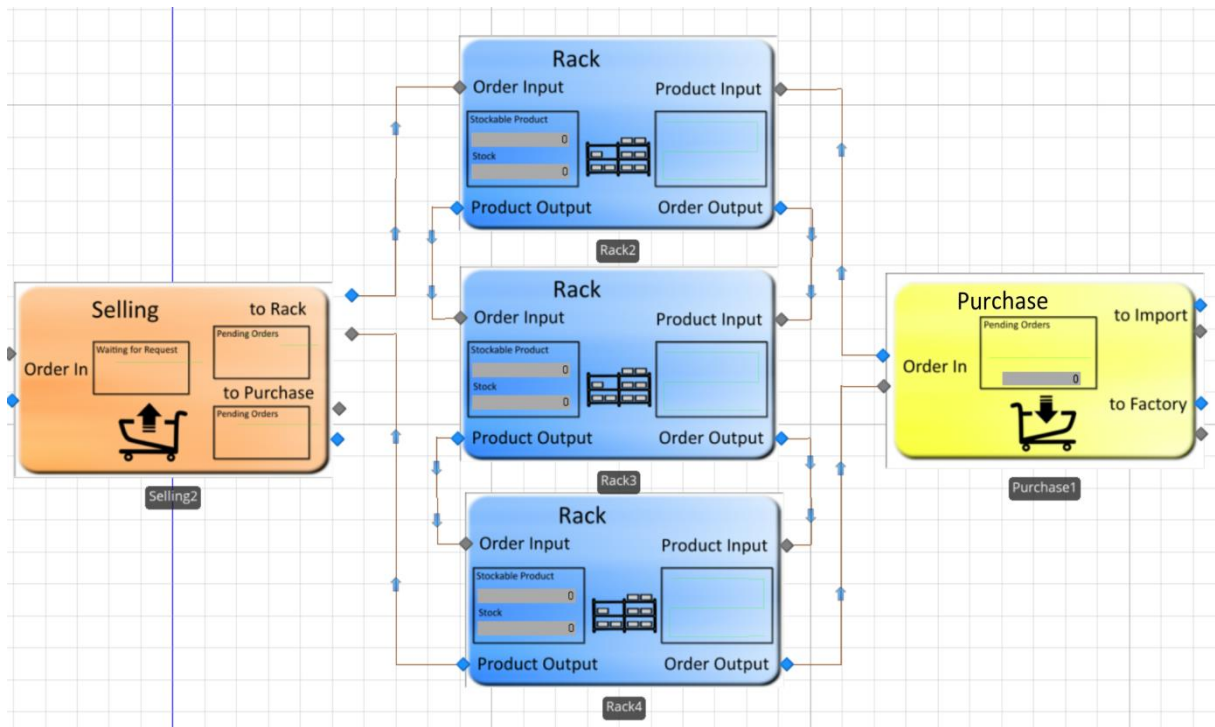 Rack
Order Input
Product Input
Stockable Product
0
Stock
0
Product Output
Order Output
Rack2
Selling
to Rack
Pending Orders
Waiting for Request
Order In
to Purchase
Pending Orders
Selling2
Rack
Order Input
Product Input
Stockable Product
0
Stock
0
Product Output
Order Output
Rack3
Purchase
to Import
Pending Orders
Order In
0
to Factory
Purchase1
Rack
Order Input
Product Input
Stockable Product
0
Stock
0
Product Output
Order Output
Rack4